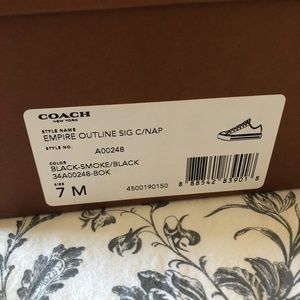 COACH
NEW YORK
STYLE NAME
EMPIRE OUTLINE SIG C/NAP
STYLE NO.
A00248
COLOR
BLACK-SMOKE/BLACK
34A00248-BOK
SIZE
7 M
4500190150
8 88542 83901 8